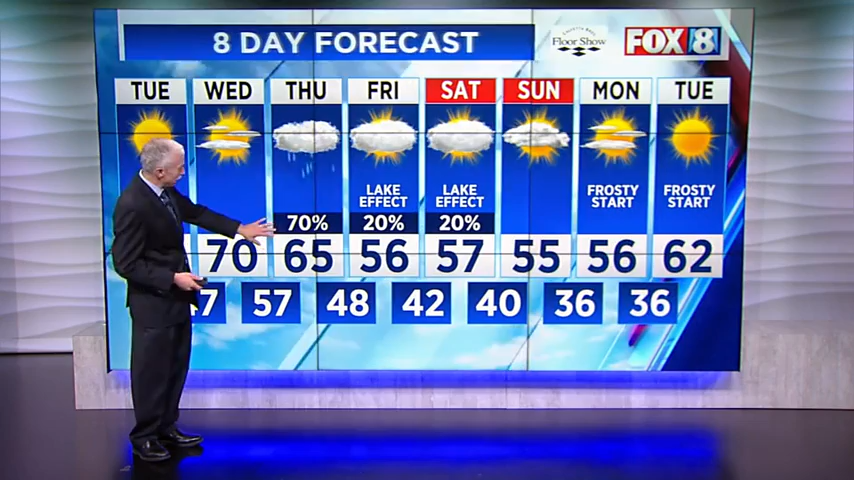 8 DAY FORECAST
Floor Show
FOX 8
TUE WED THU FRI SAT SUN MON TUE
LAKE EFFECT LAKE EFFECT FROSTY START FROSTY START
70% 20% 20%
70 65 56 57 55 56 62
7 57 48 42 40 36 36